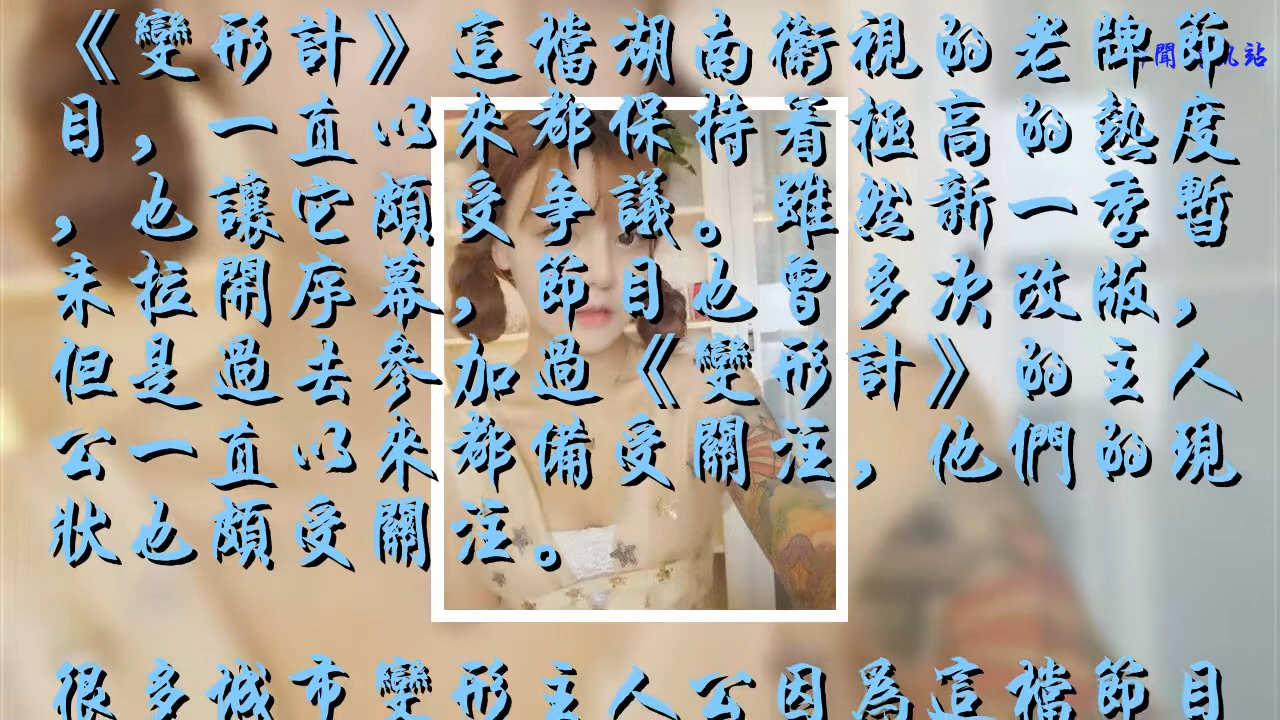 《變形計》這檔湖南衛視的老牌節
目，一直以來都保持着極高的熱度
，也讓它頗受爭議。雖然新一季暫
未拉開序幕，節目也曾多次改版，
但是過去參加過《變形計》的主人
公一直以來都備受關注，他們的現
狀也頗受關注。
很多城市變形主人公因為這檔節目